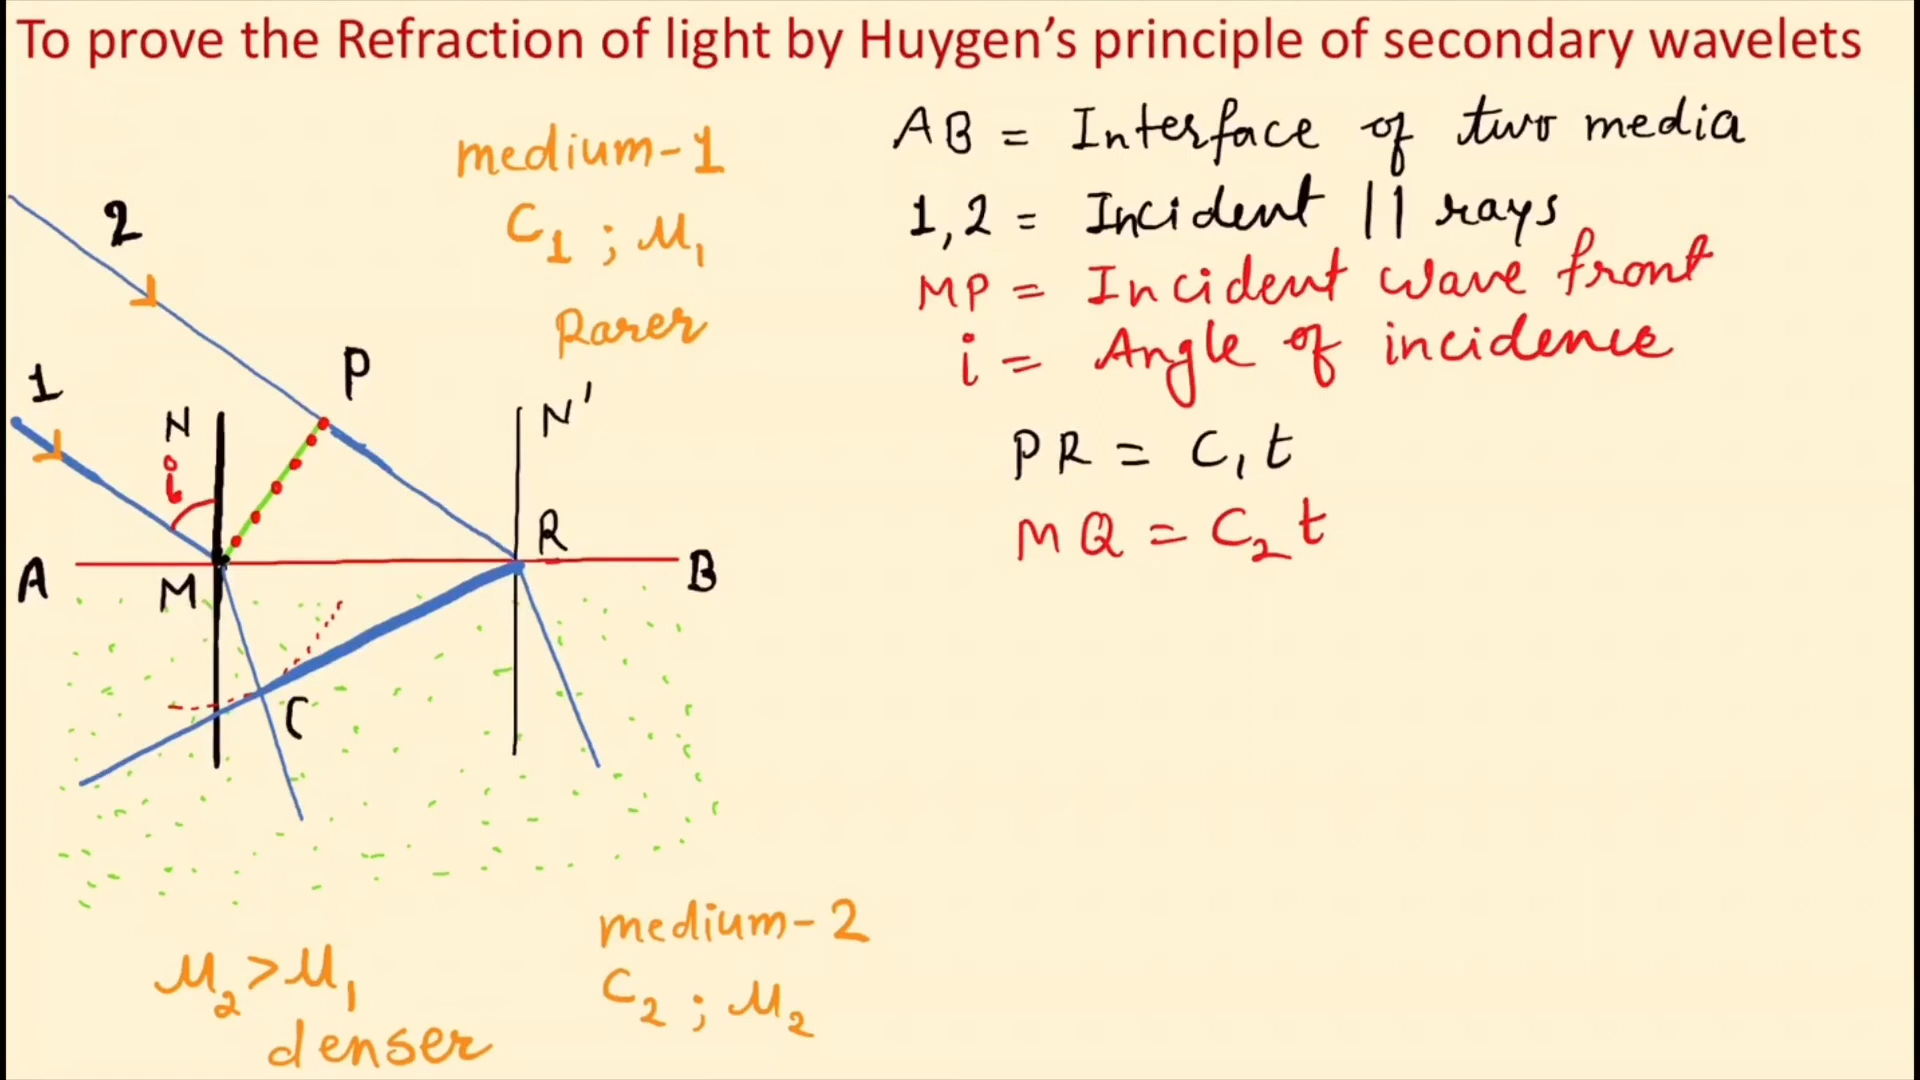 To prove the Refraction of light by Huygen's principle of secondary wavelets
AB = Interface of two media
medium-1
1,2 = Incident || rays
2
C₁ ; μ₁
MP = Incident wave front
Rarer
i = Angle of incidence
1
P
N
N'
i
PR = C₁t
R
MQ = C₂t
A
M
B
C
medium-2
μ₂ > μ₁
C₂ ; μ₂
denser